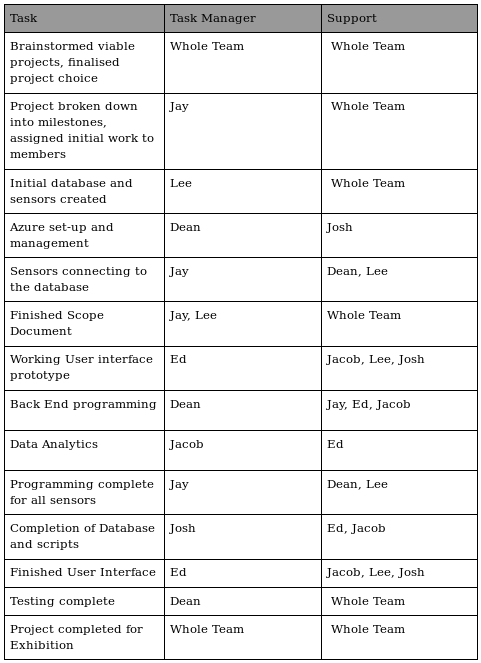 Task Task Manager Support
Brainstormed viable Whole Team Whole Team
projects, finalised
project choice
Project broken down Jay Whole Team
into milestones,
assigned initial work to
members
Initial database and Lee Whole Team
sensors created
Azure set-up and Dean Josh
management
Sensors connecting to Jay Dean, Lee
the database
Finished Scope Jay, Lee Whole Team
Document
Working User interface Ed Jacob, Lee, Josh
prototype
Back End programming Dean Jay, Ed, Jacob
Data Analytics Jacob Ed
Programming complete Jay Dean, Lee
for all sensors
Completion of Database Josh Ed, Jacob
and scripts
Finished User Interface Ed Jacob, Lee, Josh
Testing complete Dean Whole Team
Project completed for Whole Team Whole Team
Exhibition